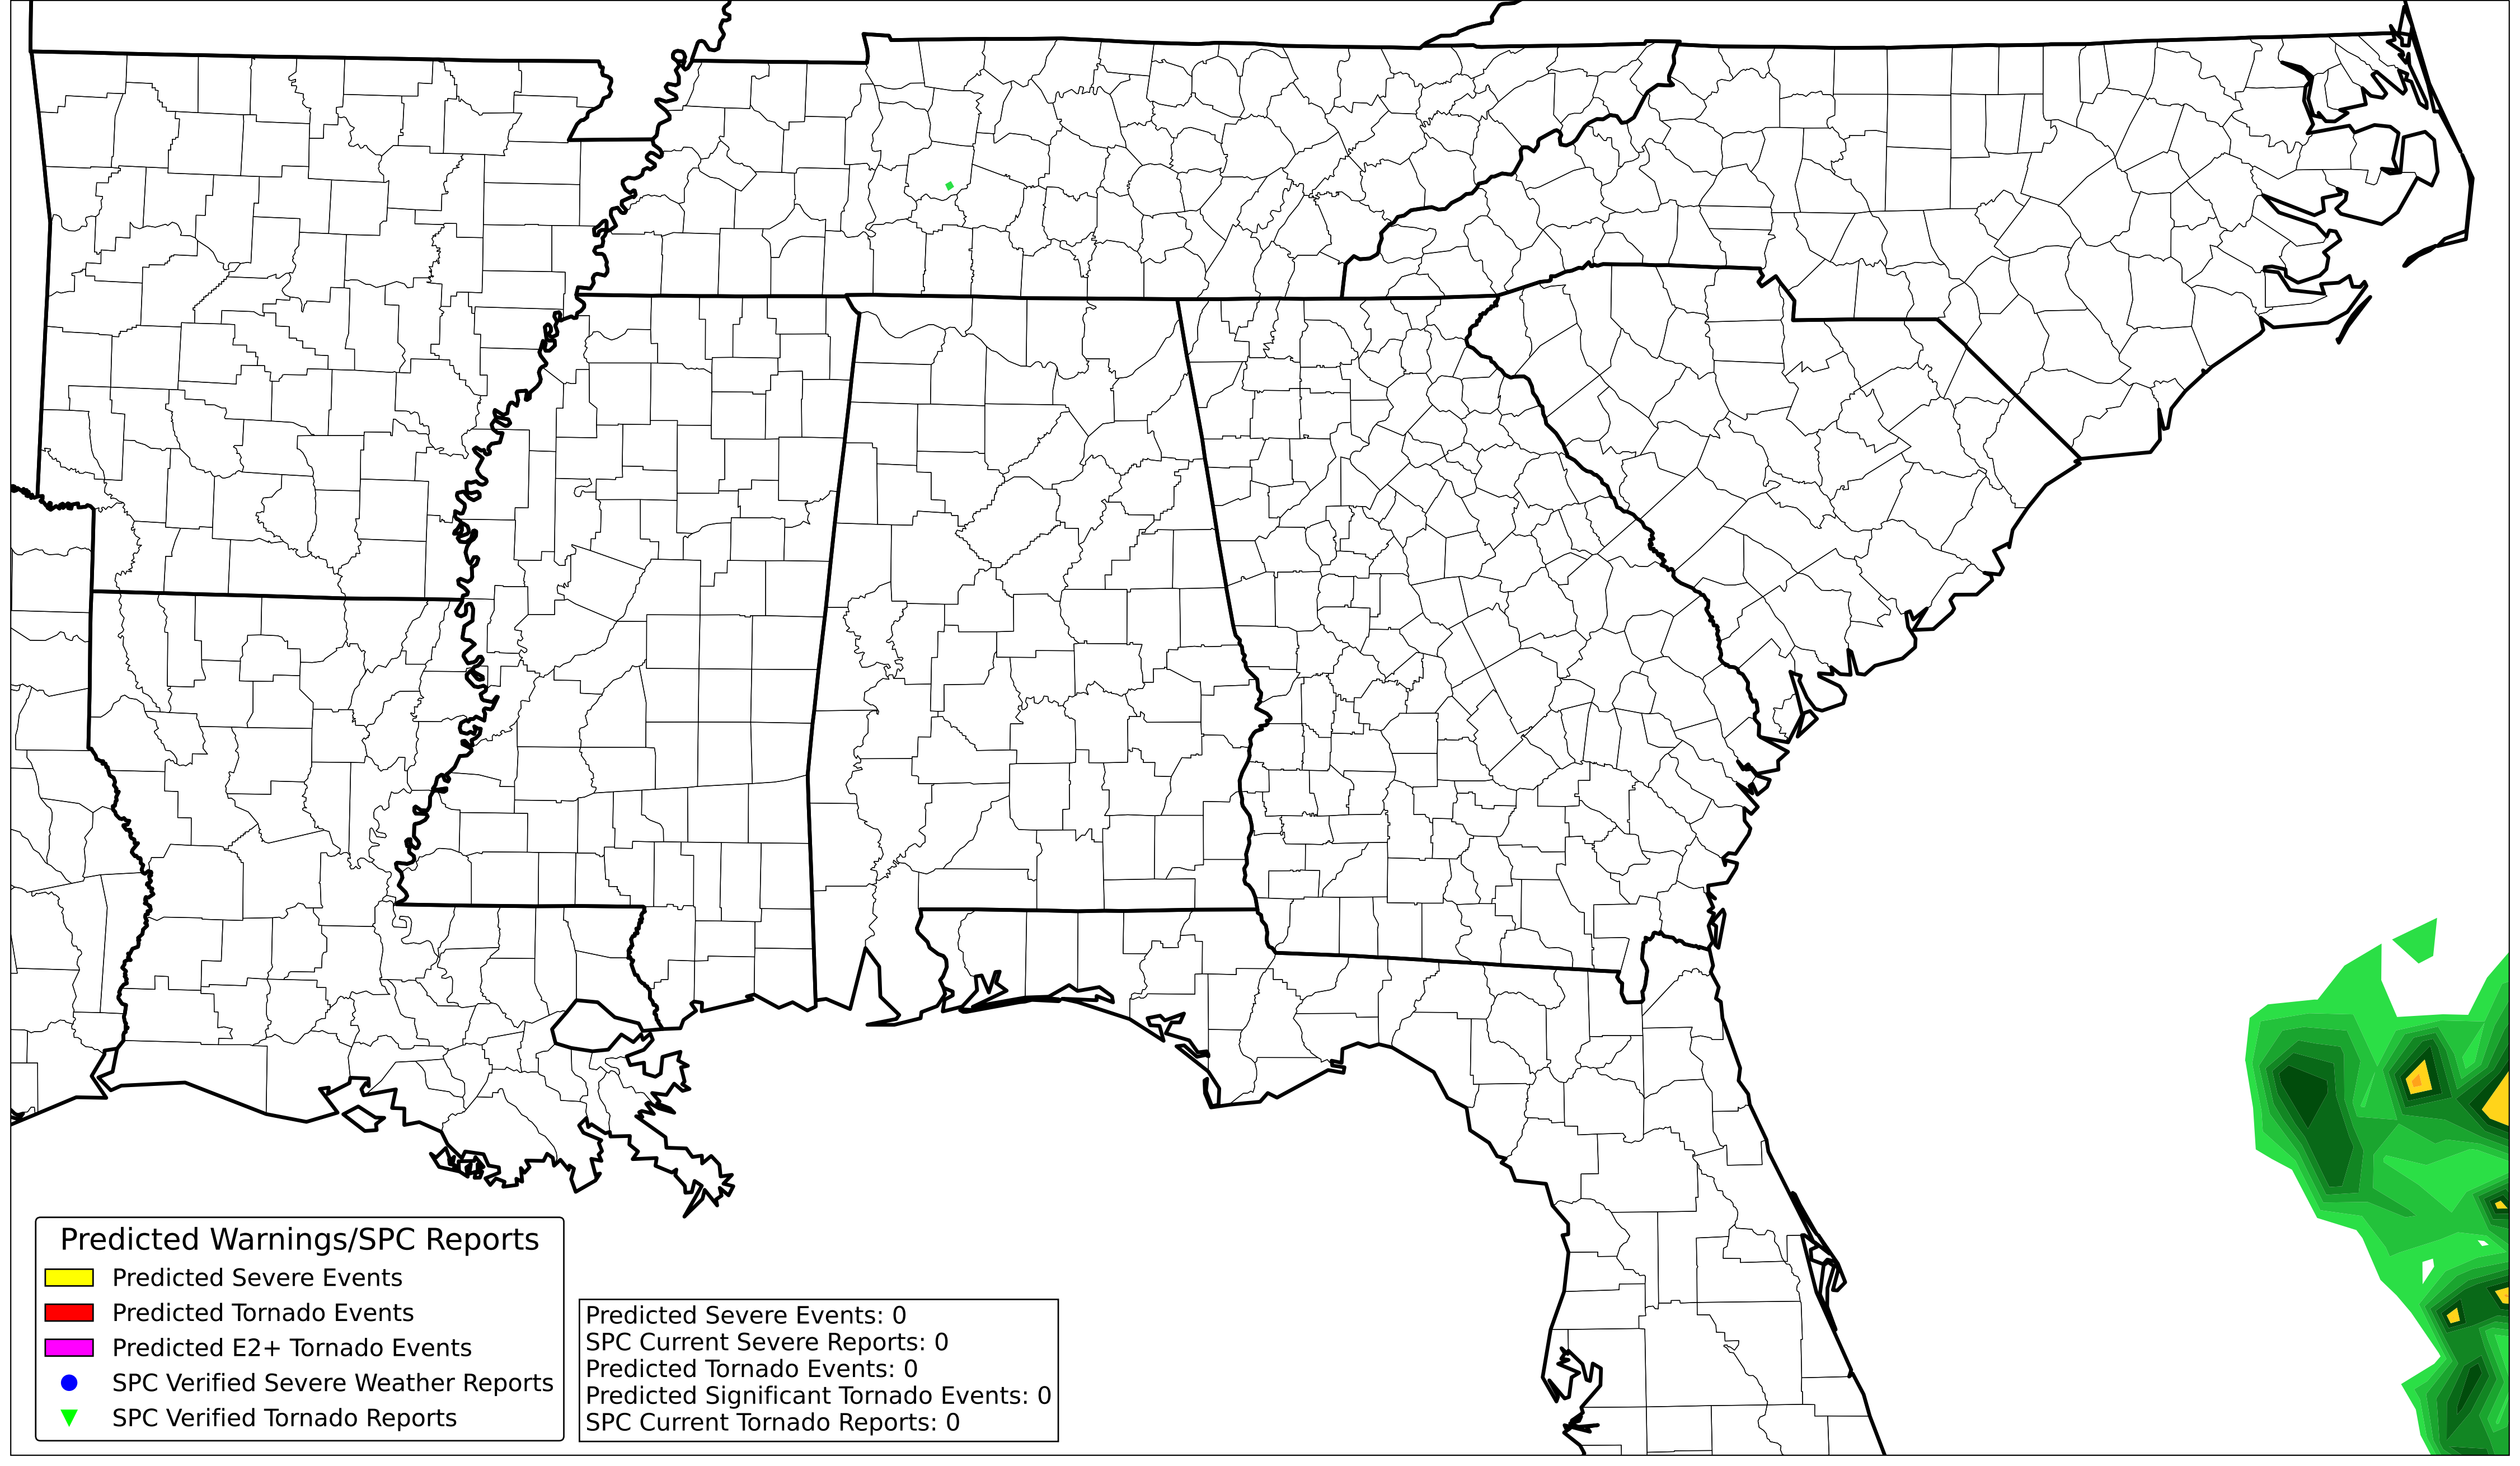 Predicted Warnings/SPC Reports
Predicted Severe Events
Predicted Tornado Events
Predicted E2+ Tornado Events
SPC Verified Severe Weather Reports
SPC Verified Tornado Reports
Predicted Severe Events: 0
SPC Current Severe Reports: 0
Predicted Tornado Events: 0
Predicted Significant Tornado Events: 0
SPC Current Tornado Reports: 0